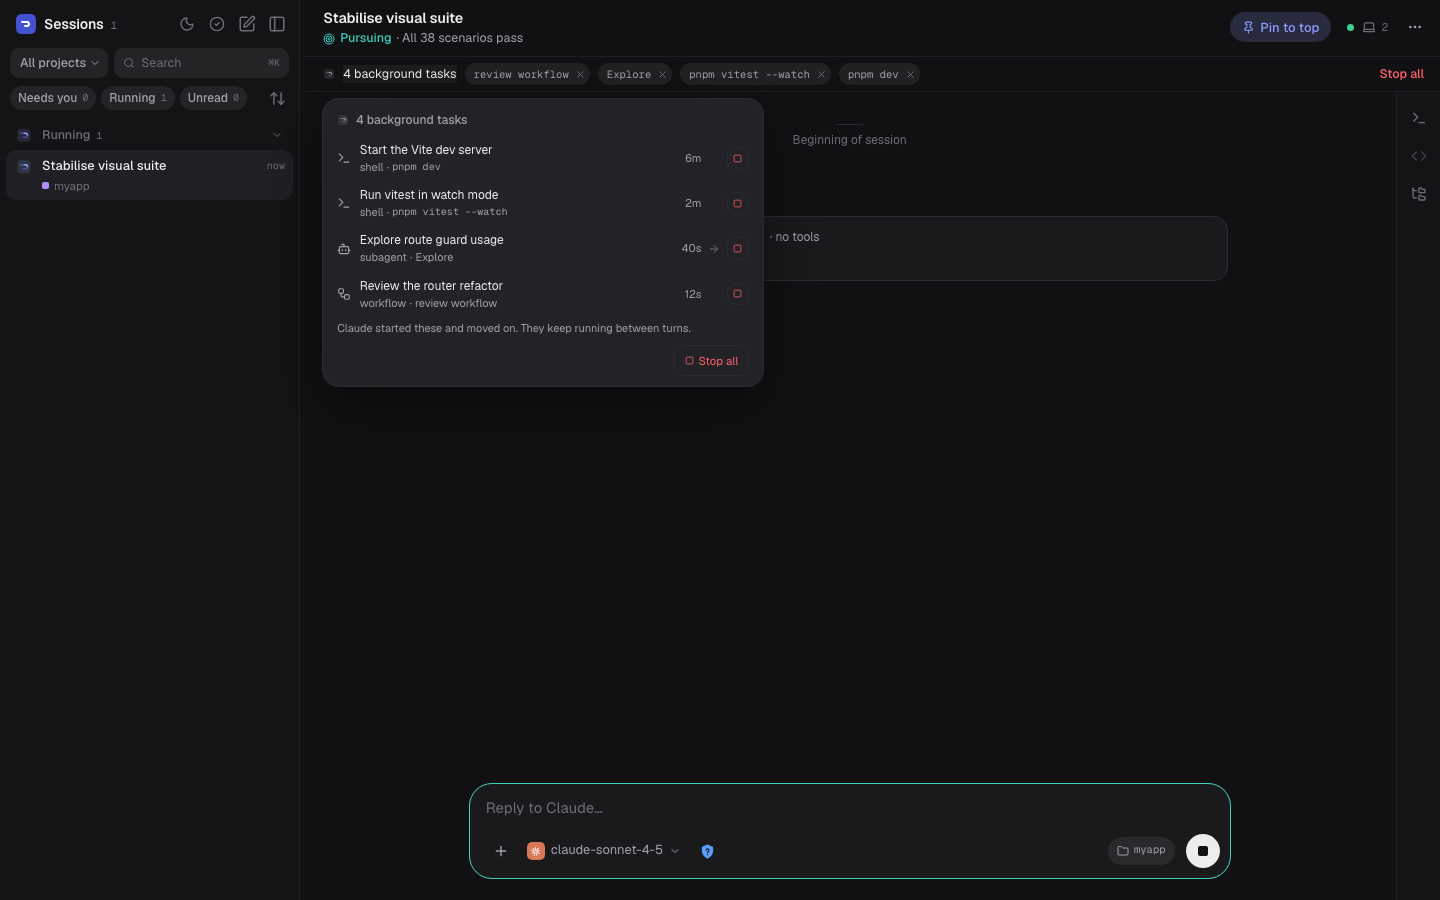 Sessions 1
All projects
Search ⌘K
Needs you 0
Running 1
Unread 0
Running 1
Stabilise visual suite now
myapp
Stabilise visual suite
Pursuing · All 38 scenarios pass
Pin to top
2
4 background tasks
review workflow
Explore
pnpm vitest --watch
pnpm dev
Stop all
4 background tasks
Start the Vite dev server
shell · pnpm dev
6m
Run vitest in watch mode
shell · pnpm vitest --watch
2m
Explore route guard usage
subagent · Explore
40s
Review the router refactor
workflow · review workflow
12s
Claude started these and moved on. They keep running between turns.
Stop all
Beginning of session
· no tools
Reply to Claude...
claude-sonnet-4-5
myapp